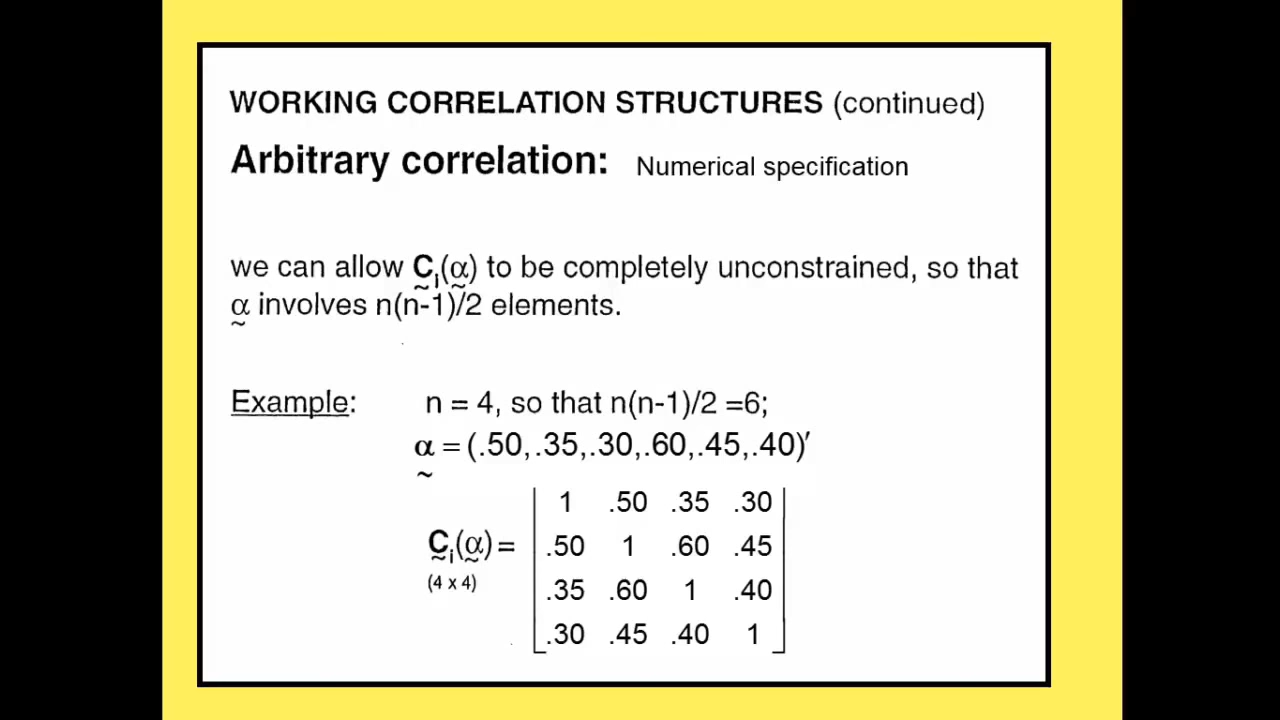 WORKING CORRELATION STRUCTURES (continued)
Arbitrary correlation: Numerical specification
we can allow C̰ᵢ(α̰) to be completely unconstrained, so that
α̰ involves n(n-1)/2 elements.
Example: n = 4, so that n(n-1)/2 =6;
α̰ = (.50,.35,.30,.60,.45,.40)′
1 .50 .35 .30
C̰ᵢ(α̰) = .50 1 .60 .45
(4 x 4) .35 .60 1 .40
.30 .45 .40 1